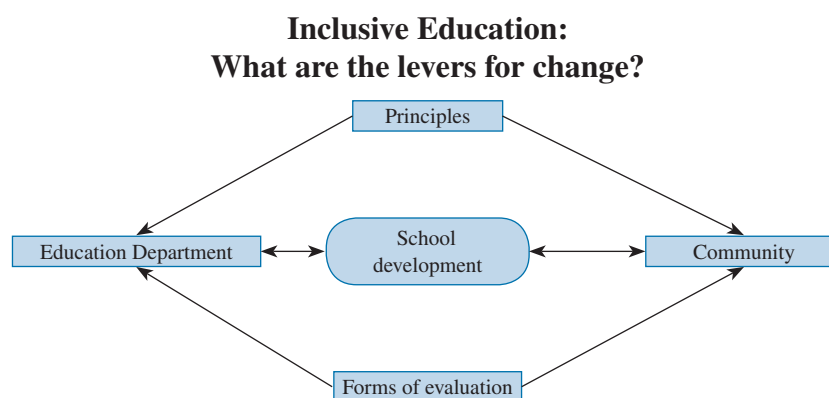 Inclusive Education:
What are the levers for change?
Principles
Education Department
School
development
Community
Forms of evaluation